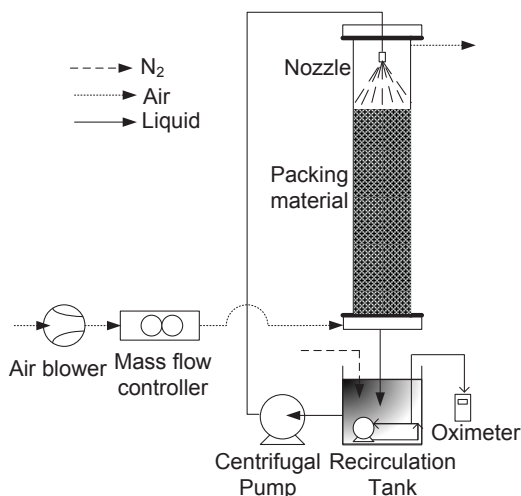 N₂
Air
Liquid
Nozzle
Packing
material
Air blower
Mass flow
controller
Centrifugal
Pump
Recirculation
Tank
Oximeter